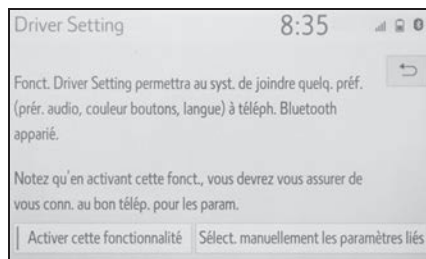 Driver Setting 8:35
Fonct. Driver Setting permettra au syst. de joindre quelq. préf.
(prér. audio, couleur boutons, langue) à téléph. Bluetooth
apparié.
Notez qu'en activant cette fonct., vous devrez vous assurer de
vous conn. au bon télép. pour les param.
Activer cette fonctionnalité Sélect. manuellement les paramètres liés